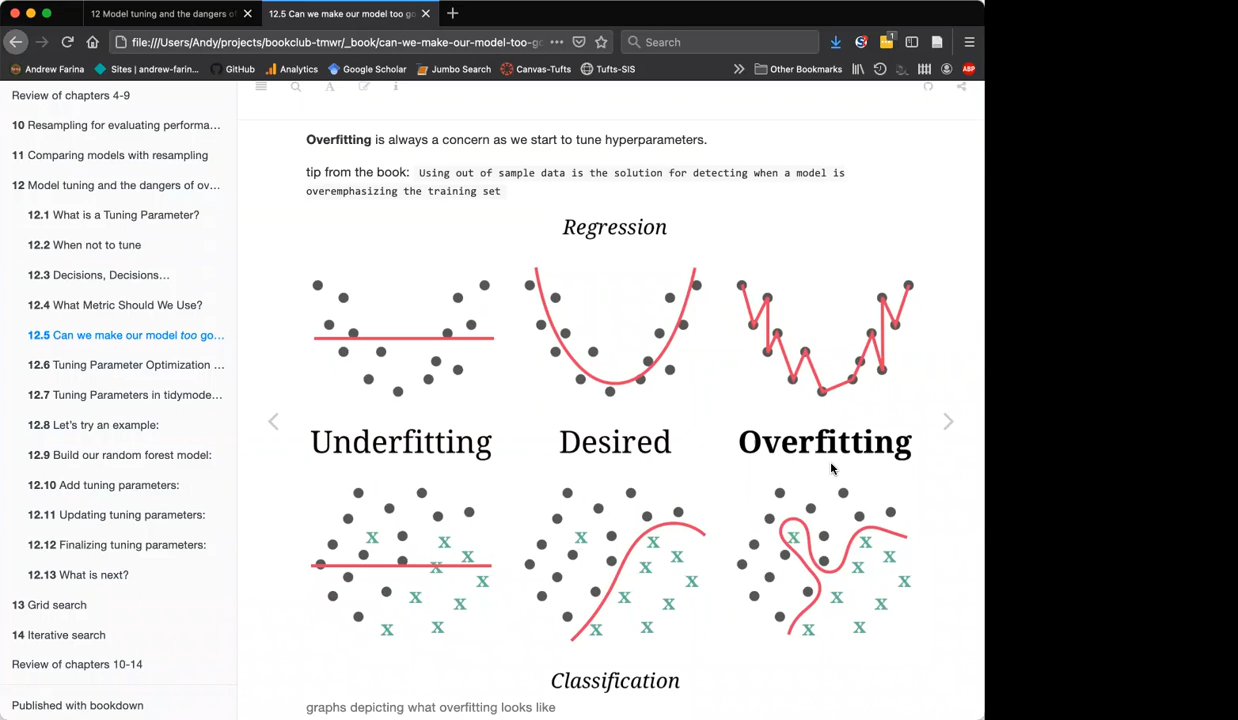 12 Model tuning and the dangers of
12.5 Can we make our model too go
file:///Users/Andy/projects/bookclub-tmwr/_book/can-we-make-our-model-too-go
Search
1
Andrew Farina
Sites | andrew-farin...
GitHub
Analytics
Google Scholar
Jumbo Search
Canvas-Tufts
Tufts-SIS
Other Bookmarks
ABP
Review of chapters 4-9
10 Resampling for evaluating performa...
11 Comparing models with resampling
12 Model tuning and the dangers of ov...
12.1 What is a Tuning Parameter?
12.2 When not to tune
12.3 Decisions, Decisions...
12.4 What Metric Should We Use?
12.5 Can we make our model too go...
12.6 Tuning Parameter Optimization ...
12.7 Tuning Parameters in tidymode...
12.8 Let's try an example:
12.9 Build our random forest model:
12.10 Add tuning parameters:
12.11 Updating tuning parameters:
12.12 Finalizing tuning parameters:
12.13 What is next?
13 Grid search
14 Iterative search
Review of chapters 10-14
Published with bookdown
Overfitting is always a concern as we start to tune hyperparameters.
tip from the book: Using out of sample data is the solution for detecting when a model is
overemphasizing the training set
Regression
Underfitting
Desired
Overfitting
Classification
graphs depicting what overfitting looks like